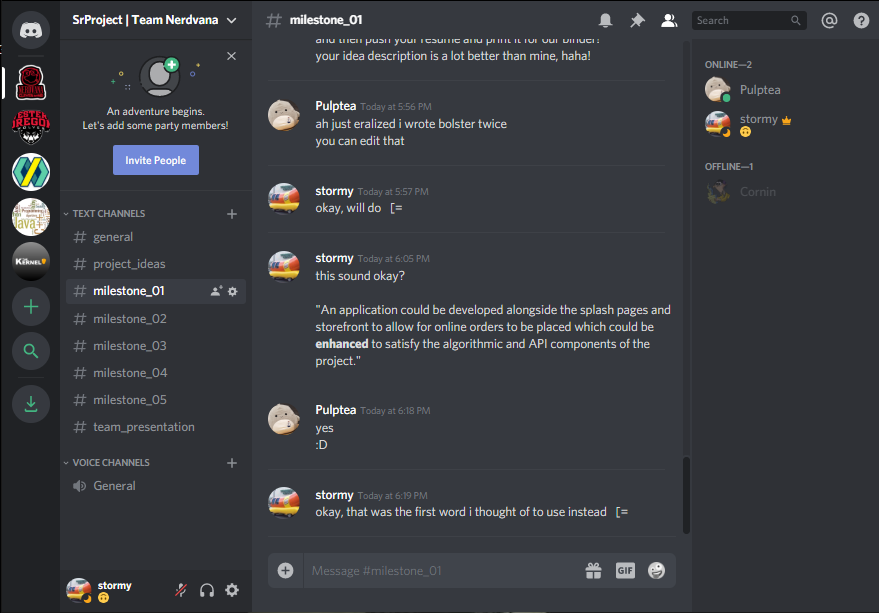 SrProject | Team Nerdvana
An adventure begins.
Let's add some party members!
Invite People
TEXT CHANNELS
# general
# project_ideas
# milestone_01
# milestone_02
# milestone_03
# milestone_04
# milestone_05
# team_presentation
VOICE CHANNELS
General
stormy
Java
KERNEL
# milestone_01
Search
and then push your resume and print it for our binder!
your idea description is a lot better than mine, haha!
Pulptea Today at 5:56 PM
ah just eralized i wrote bolster twice
you can edit that
stormy Today at 5:57 PM
okay, will do [=
stormy Today at 6:05 PM
this sound okay?
"An application could be developed alongside the splash pages and
storefront to allow for online orders to be placed which could be
enhanced to satisfy the algorithmic and API components of the
project."
Pulptea Today at 6:18 PM
yes
:D
stormy Today at 6:19 PM
okay, that was the first word i thought of to use instead [=
Message #milestone_01
GIF
ONLINE—2
Pulptea
stormy
OFFLINE—1
Cornin